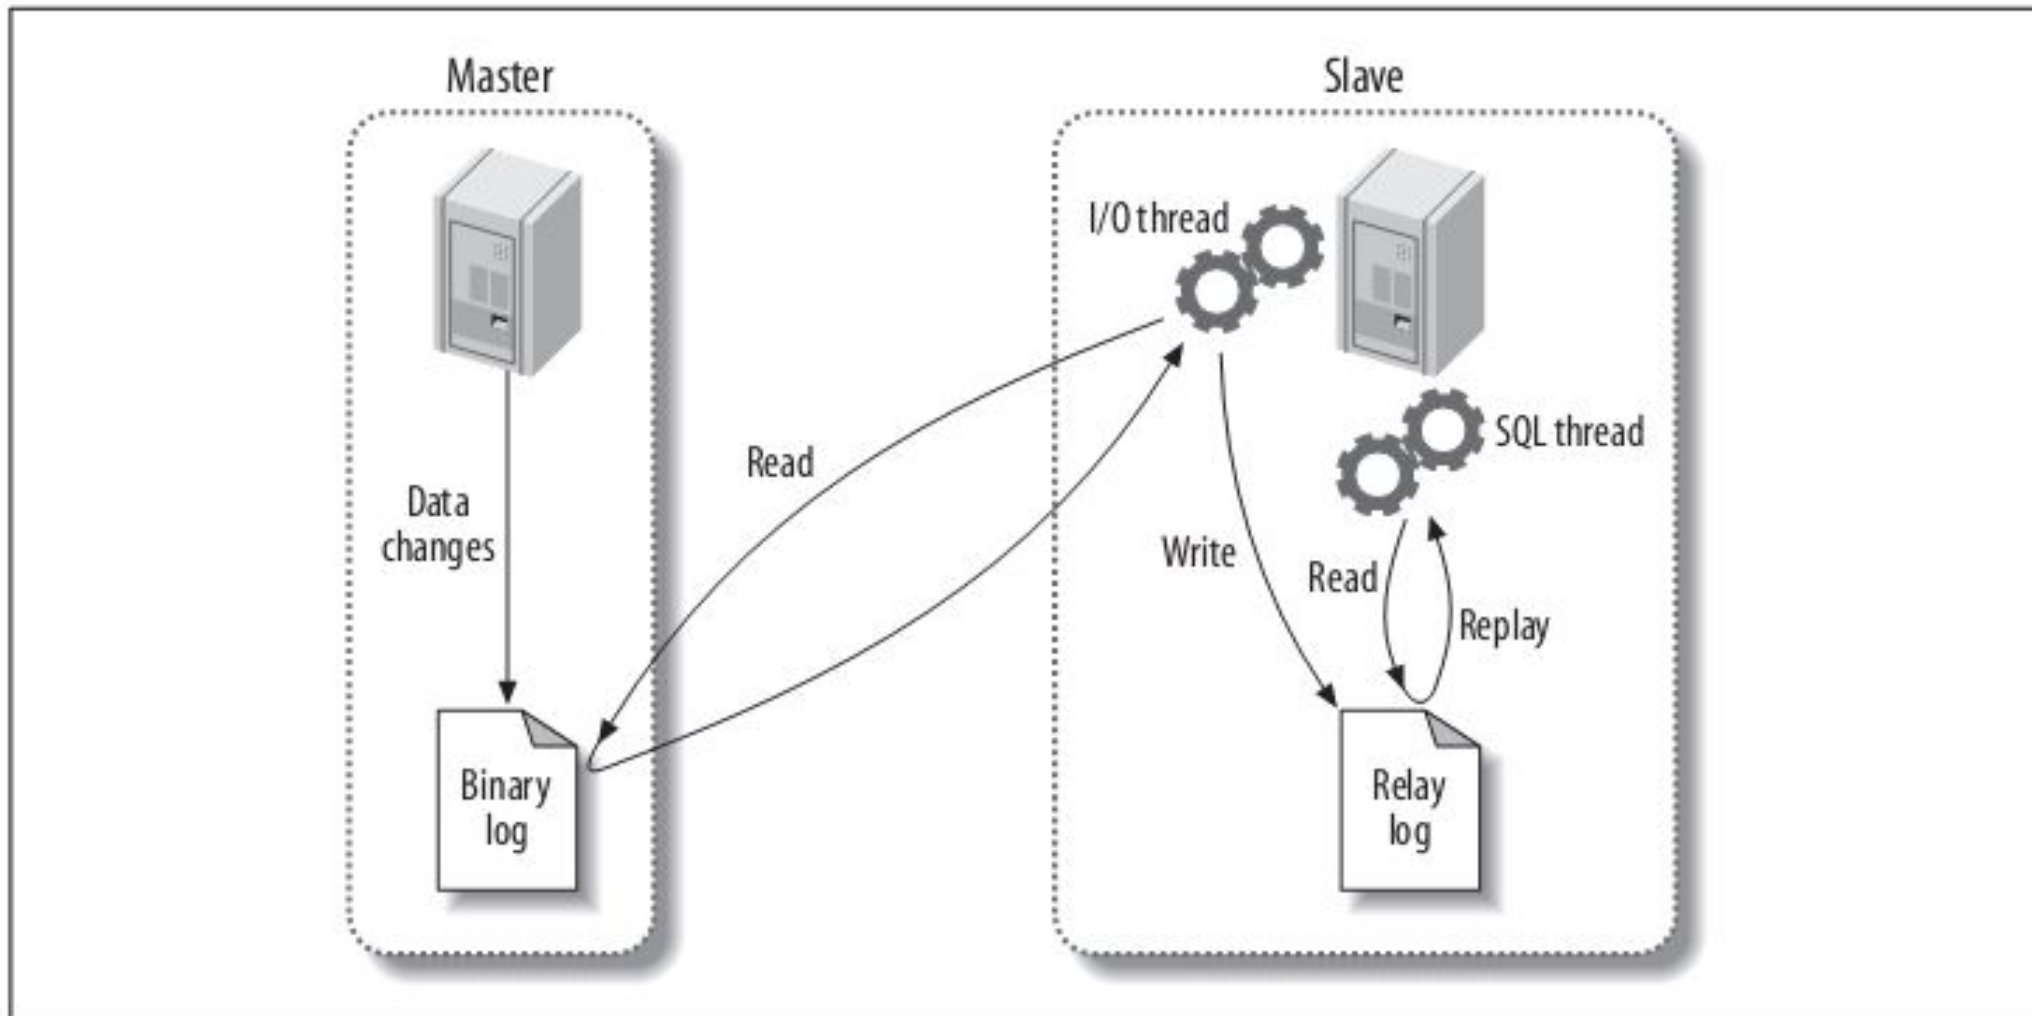 Master
Slave
I/O thread
SQL thread
Read
Data
changes
Write
Read
Replay
Binary
log
Relay
log